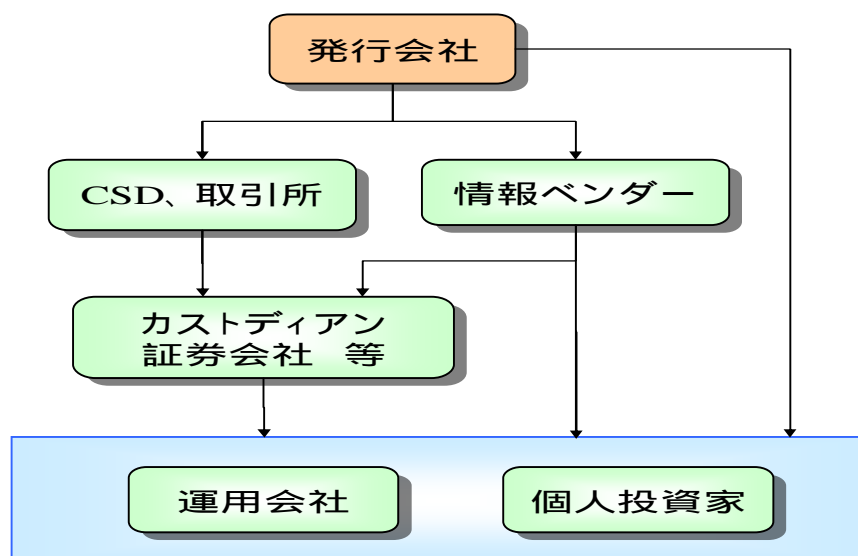 発行会社
CSD、取引所
情報ベンダー
カストディアン
証券会社 等
運用会社
個人投資家